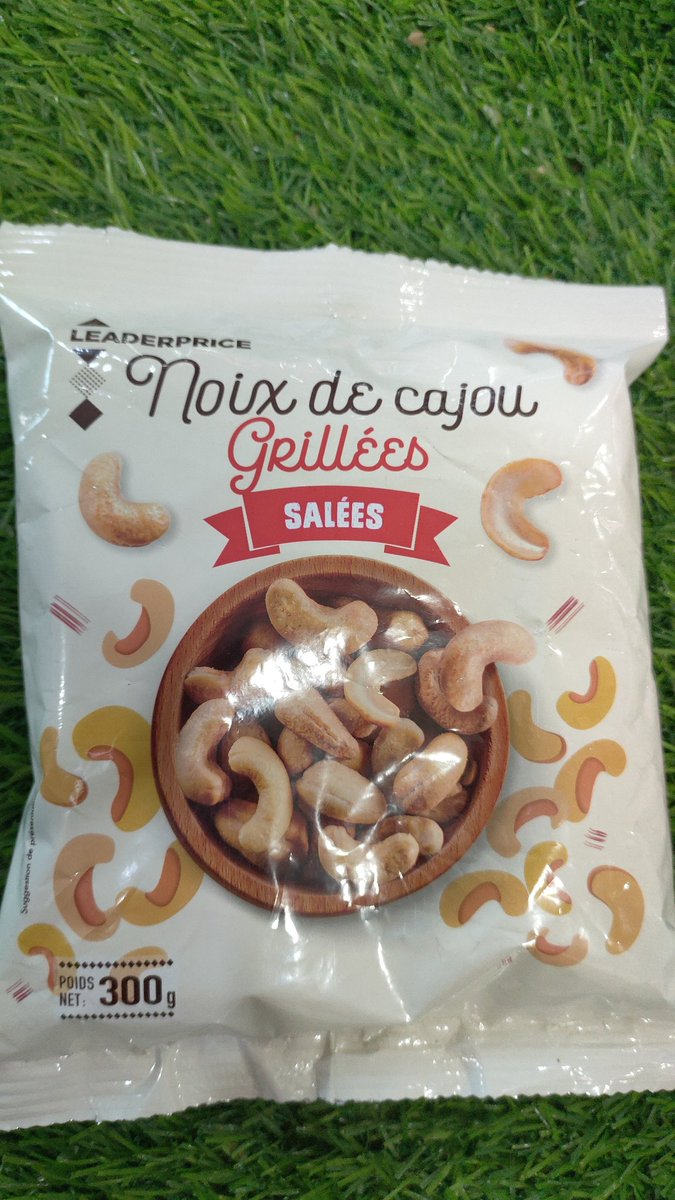 LEADERPRICE
Noix de cajou
Grillées
SALÉES
POIDS
NET: 300g